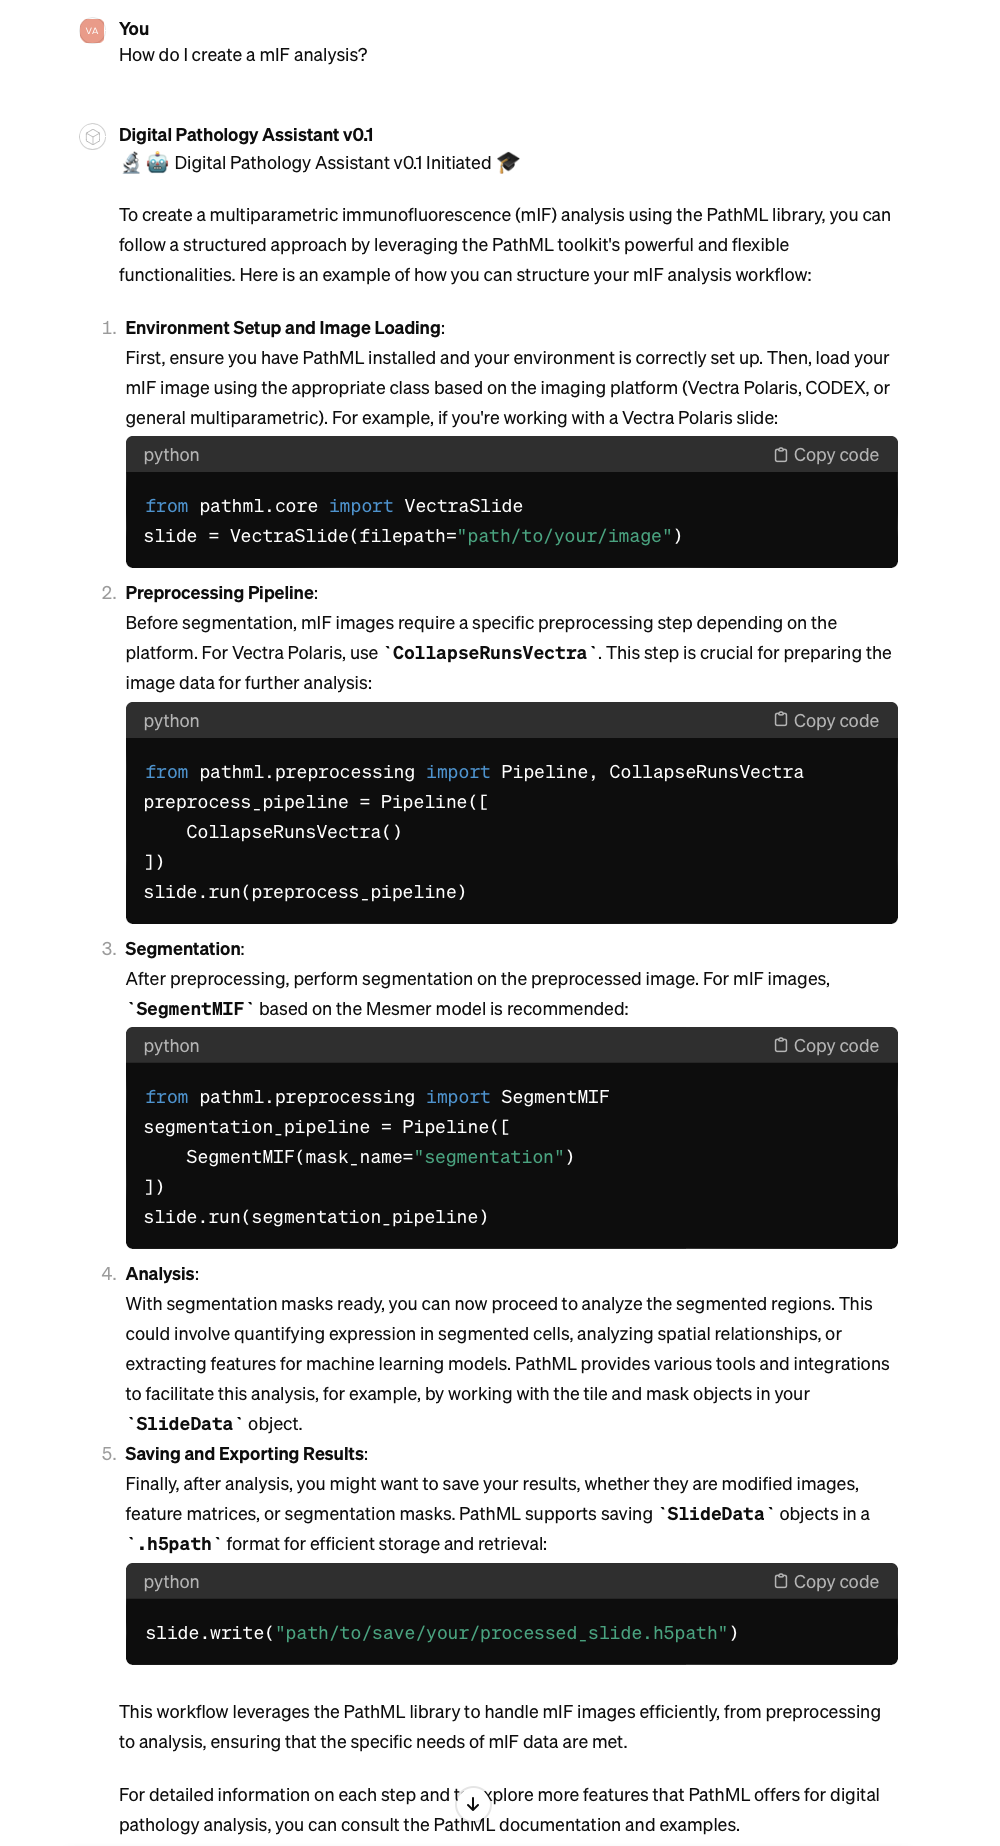 VA
You
How do I create a mIF analysis?
Digital Pathology Assistant v0.1
🔬 🤖 Digital Pathology Assistant v0.1 Initiated 🎓
To create a multiparametric immunofluorescence (mIF) analysis using the PathML library, you can
follow a structured approach by leveraging the PathML toolkit's powerful and flexible
functionalities. Here is an example of how you can structure your mIF analysis workflow:
1. Environment Setup and Image Loading:
First, ensure you have PathML installed and your environment is correctly set up. Then, load your
mIF image using the appropriate class based on the imaging platform (Vectra Polaris, CODEX, or
general multiparametric). For example, if you're working with a Vectra Polaris slide:
python Copy code
from pathml.core import VectraSlide
slide = VectraSlide(filepath="path/to/your/image")
2. Preprocessing Pipeline:
Before segmentation, mIF images require a specific preprocessing step depending on the
platform. For Vectra Polaris, use `CollapseRunsVectra`. This step is crucial for preparing the
image data for further analysis:
python Copy code
from pathml.preprocessing import Pipeline, CollapseRunsVectra
preprocess_pipeline = Pipeline([
    CollapseRunsVectra()
])
slide.run(preprocess_pipeline)
3. Segmentation:
After preprocessing, perform segmentation on the preprocessed image. For mIF images,
`SegmentMIF` based on the Mesmer model is recommended:
python Copy code
from pathml.preprocessing import SegmentMIF
segmentation_pipeline = Pipeline([
    SegmentMIF(mask_name="segmentation")
])
slide.run(segmentation_pipeline)
4. Analysis:
With segmentation masks ready, you can now proceed to analyze the segmented regions. This
could involve quantifying expression in segmented cells, analyzing spatial relationships, or
extracting features for machine learning models. PathML provides various tools and integrations
to facilitate this analysis, for example, by working with the tile and mask objects in your
`SlideData` object.
5. Saving and Exporting Results:
Finally, after analysis, you might want to save your results, whether they are modified images,
feature matrices, or segmentation masks. PathML supports saving `SlideData` objects in a
`.h5path` format for efficient storage and retrieval:
python Copy code
slide.write("path/to/save/your/processed_slide.h5path")
This workflow leverages the PathML library to handle mIF images efficiently, from preprocessing
to analysis, ensuring that the specific needs of mIF data are met.
For detailed information on each step and more features that PathML offers for digital
pathology analysis, you can consult the PathML documentation and examples.